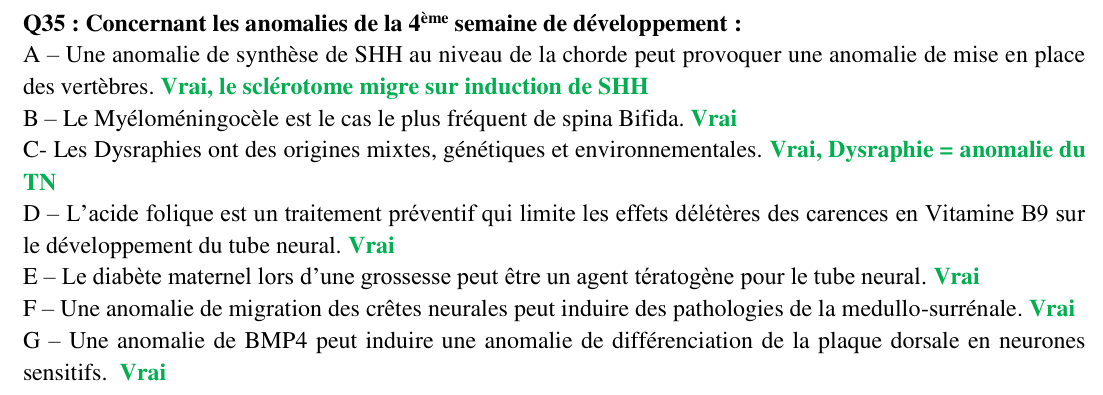 Q35 : Concernant les anomalies de la 4ème semaine de développement :
A – Une anomalie de synthèse de SHH au niveau de la chorde peut provoquer une anomalie de mise en place
des vertèbres. Vrai, le sclérotome migre sur induction de SHH
B – Le Myéloméningocèle est le cas le plus fréquent de spina Bifida. Vrai
C- Les Dysraphies ont des origines mixtes, génétiques et environnementales. Vrai, Dysraphie = anomalie du
TN
D – L’acide folique est un traitement préventif qui limite les effets délétères des carences en Vitamine B9 sur
le développement du tube neural. Vrai
E – Le diabète maternel lors d’une grossesse peut être un agent tératogène pour le tube neural. Vrai
F – Une anomalie de migration des crêtes neurales peut induire des pathologies de la medullo-surrénale. Vrai
G – Une anomalie de BMP4 peut induire une anomalie de différenciation de la plaque dorsale en neurones
sensitifs. Vrai